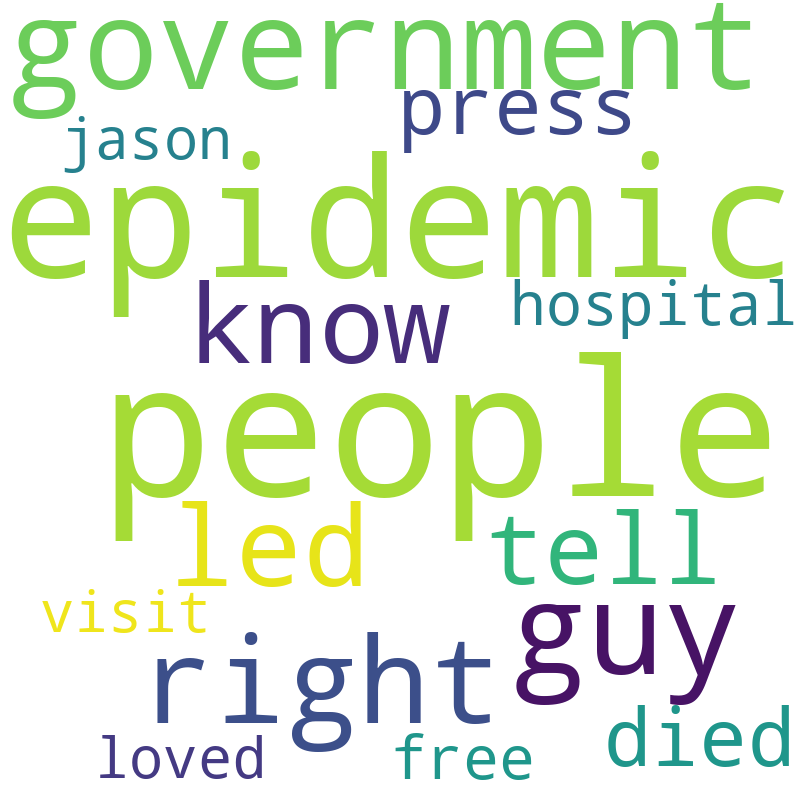 government
press
jason
epidemic
know
hospital
people
led
tell
visit
guy
right
died
loved
free